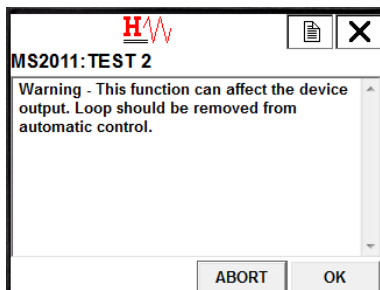 H
MS2011:TEST 2
Warning - This function can affect the device
output. Loop should be removed from
automatic control.
ABORT OK